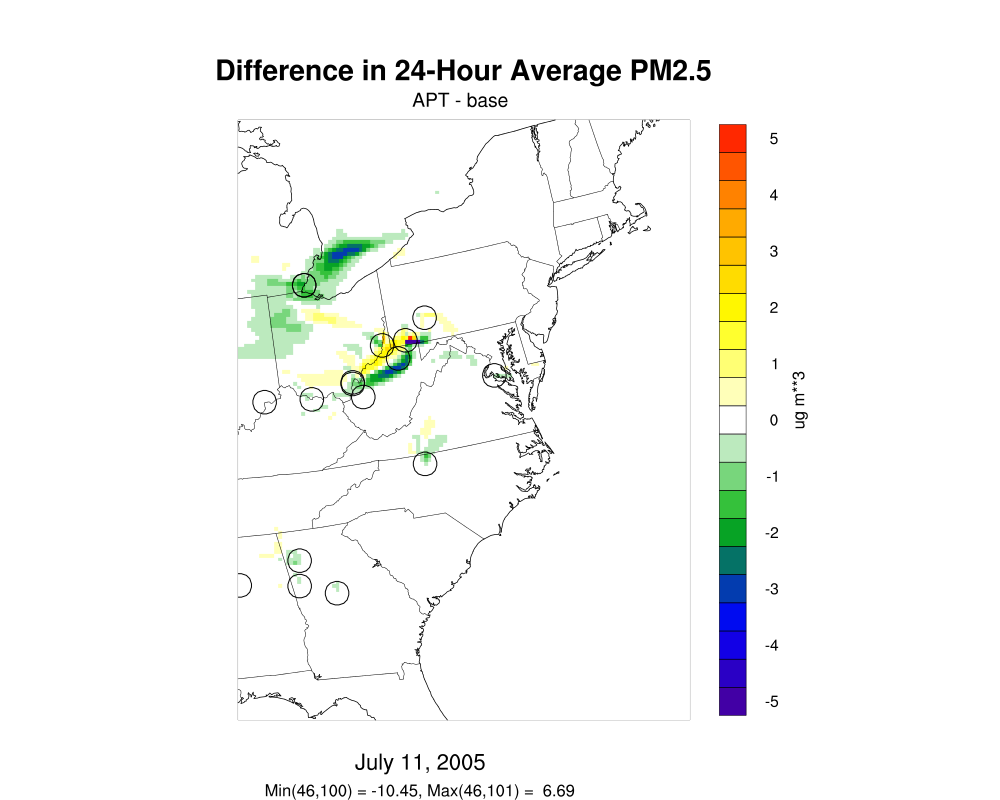 Difference in 24-Hour Average PM2.5
APT - base
5
4
3
2
1
0
-1
-2
-3
-4
-5
ug m**3
July 11, 2005
Min(46,100) = -10.45, Max(46,101) =  6.69